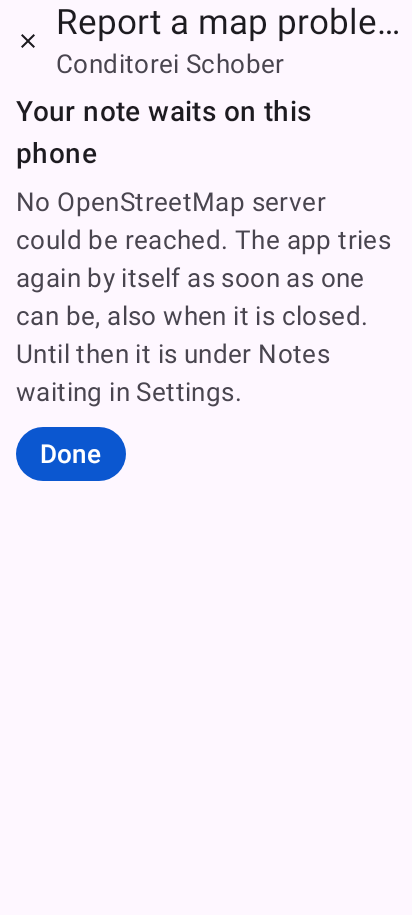 Report a map proble…
Conditorei Schober
Your note waits on this
phone
No OpenStreetMap server
could be reached. The app tries
again by itself as soon as one
can be, also when it is closed.
Until then it is under Notes
waiting in Settings.
Done